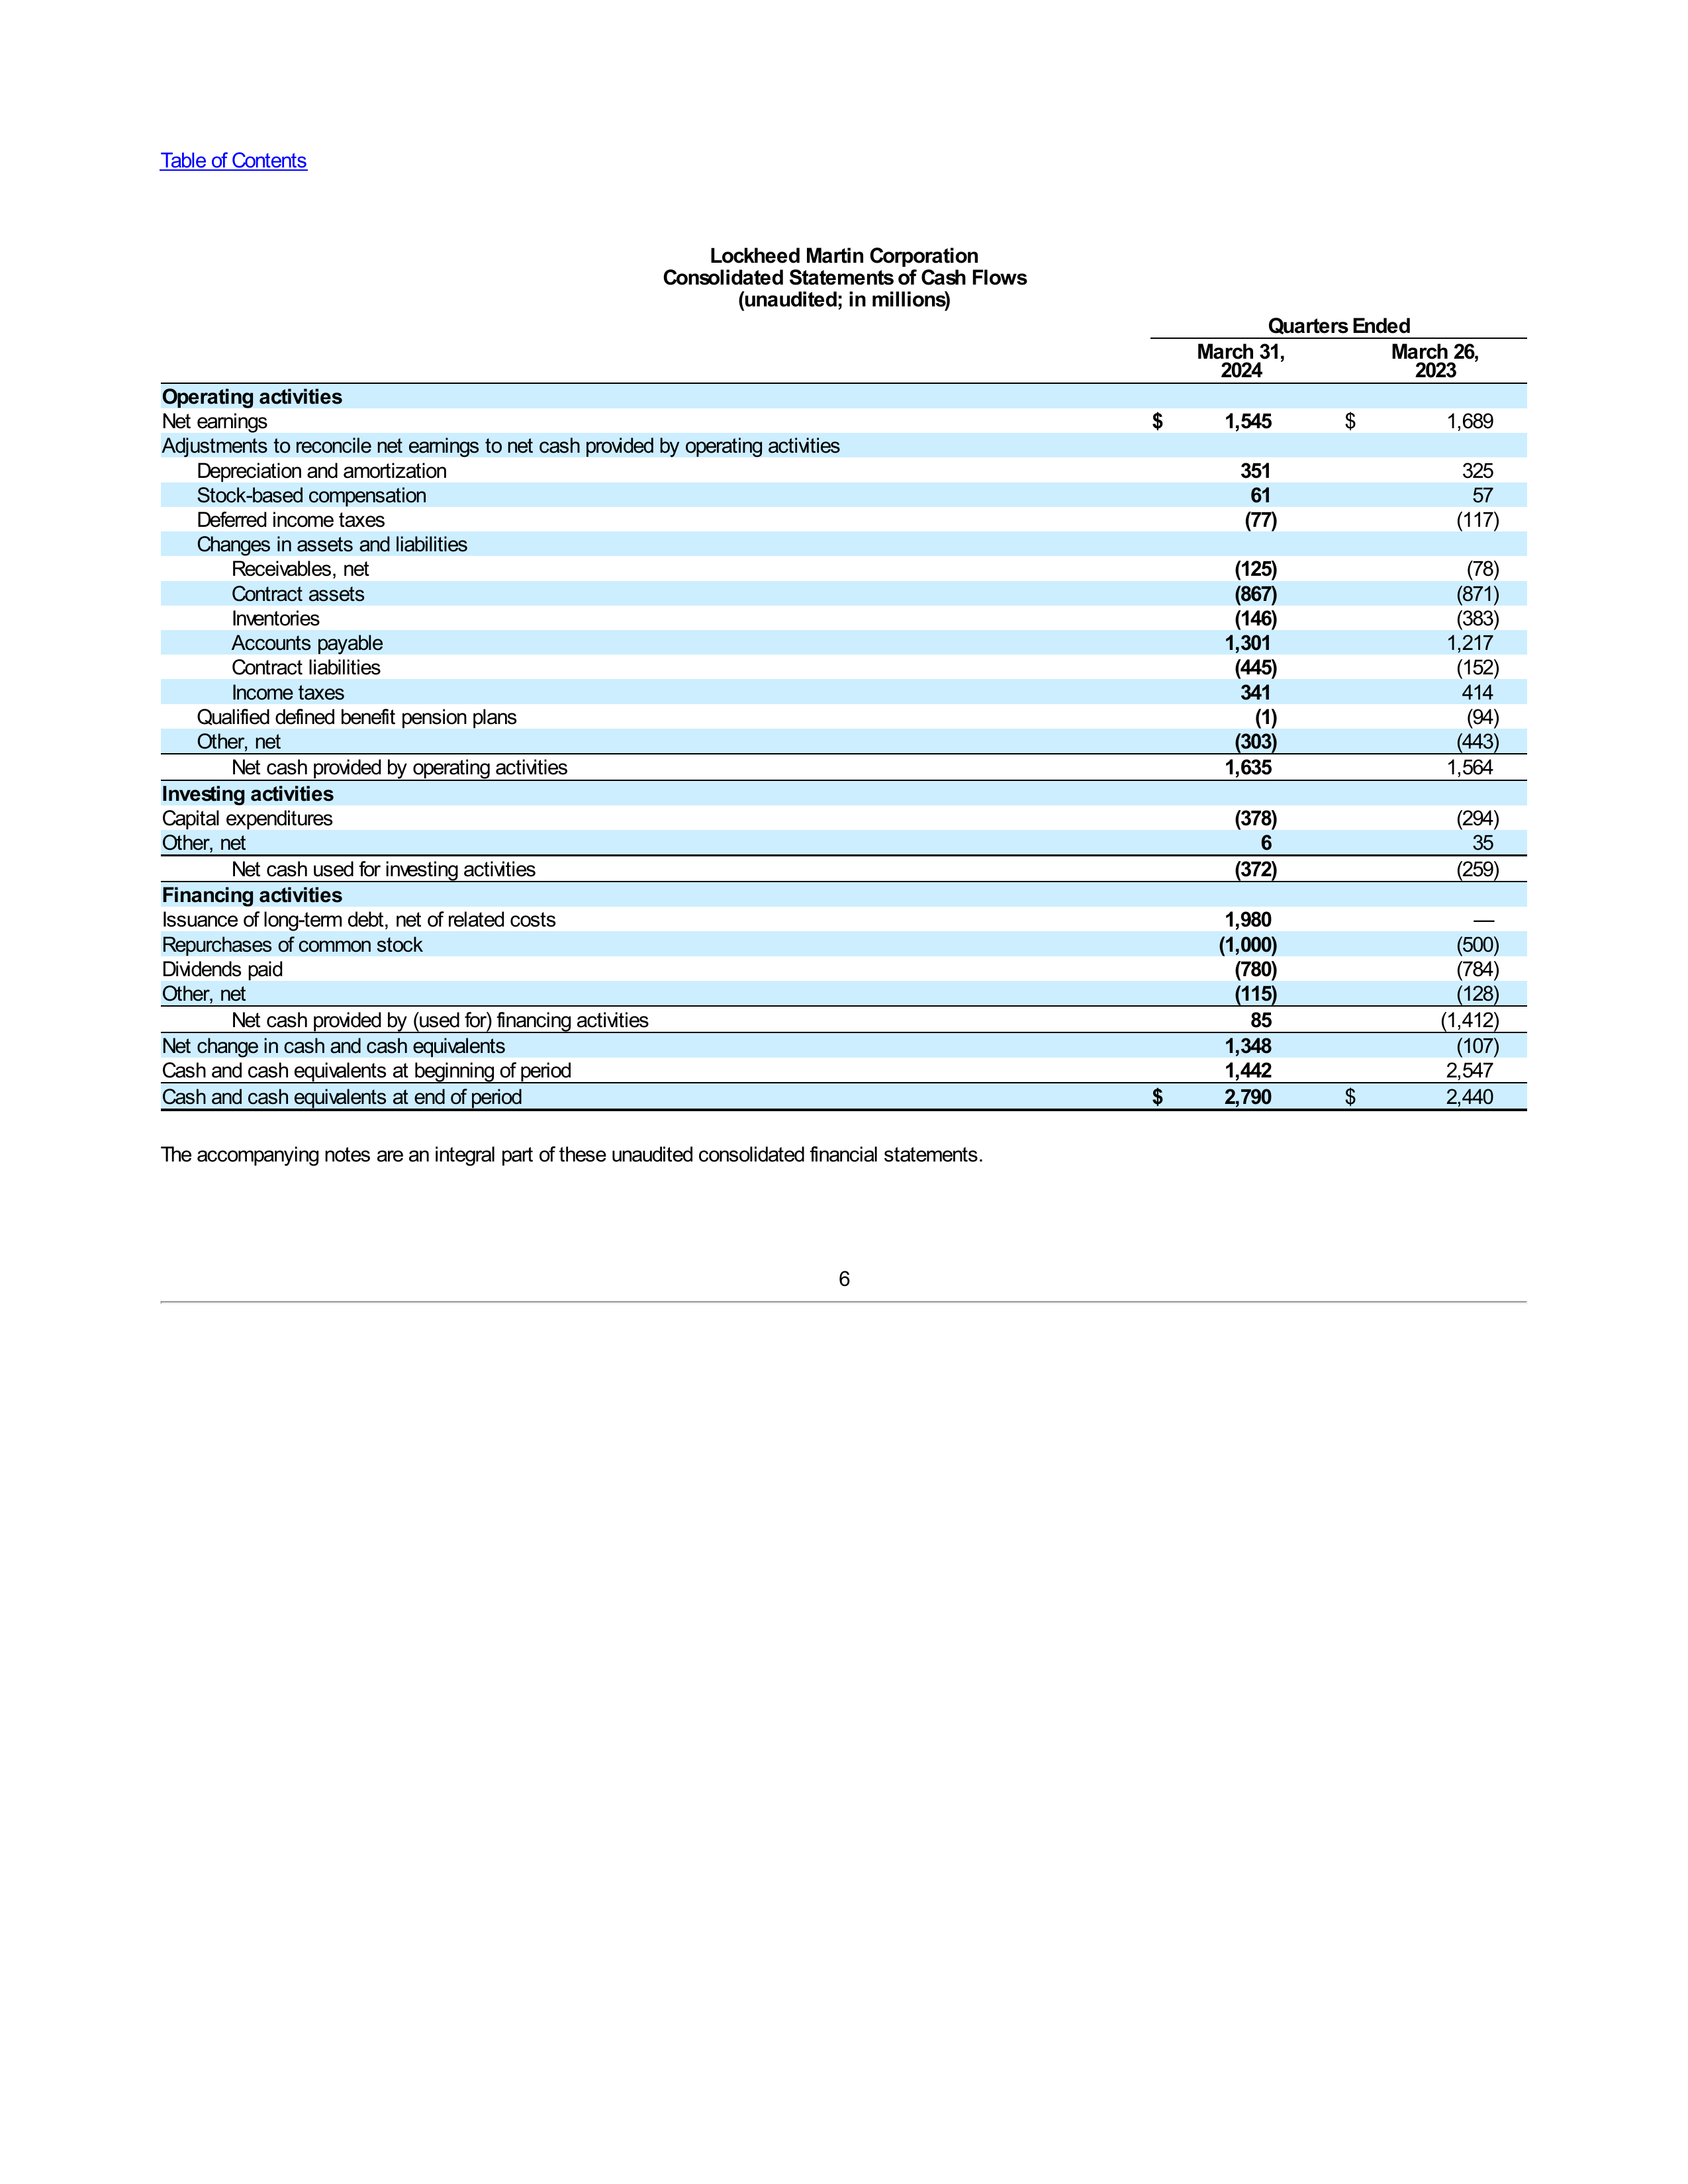 Table of Contents
Lockheed Martin Corporation
Consolidated Statements of Cash Flows
(unaudited; in millions)
Quarters Ended
March 31, 2024 March 26, 2023
Operating activities
Net earnings $ 1,545 $ 1,689
Adjustments to reconcile net earnings to net cash provided by operating activities
Depreciation and amortization 351 325
Stock-based compensation 61 57
Deferred income taxes (77) (117)
Changes in assets and liabilities
Receivables, net (125) (78)
Contract assets (867) (871)
Inventories (146) (383)
Accounts payable 1,301 1,217
Contract liabilities (445) (152)
Income taxes 341 414
Qualified defined benefit pension plans (1) (94)
Other, net (303) (443)
Net cash provided by operating activities 1,635 1,564
Investing activities
Capital expenditures (378) (294)
Other, net 6 35
Net cash used for investing activities (372) (259)
Financing activities
Issuance of long-term debt, net of related costs 1,980 —
Repurchases of common stock (1,000) (500)
Dividends paid (780) (784)
Other, net (115) (128)
Net cash provided by (used for) financing activities 85 (1,412)
Net change in cash and cash equivalents 1,348 (107)
Cash and cash equivalents at beginning of period 1,442 2,547
Cash and cash equivalents at end of period $ 2,790 $ 2,440
The accompanying notes are an integral part of these unaudited consolidated financial statements.
6